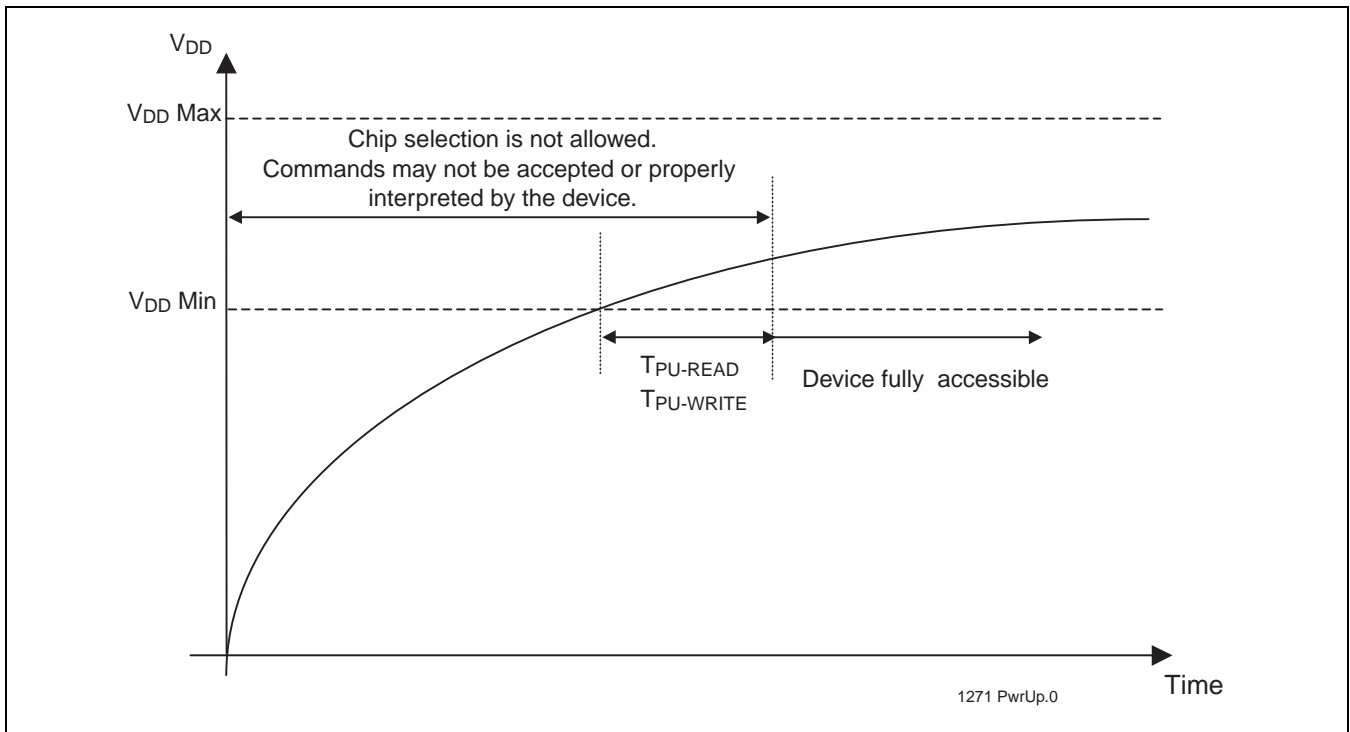 VDD
VDD Max
Chip selection is not allowed.
Commands may not be accepted or properly
interpreted by the device.
VDD Min
TPU-READ
TPU-WRITE
Device fully accessible
Time
1271 PwrUp.0